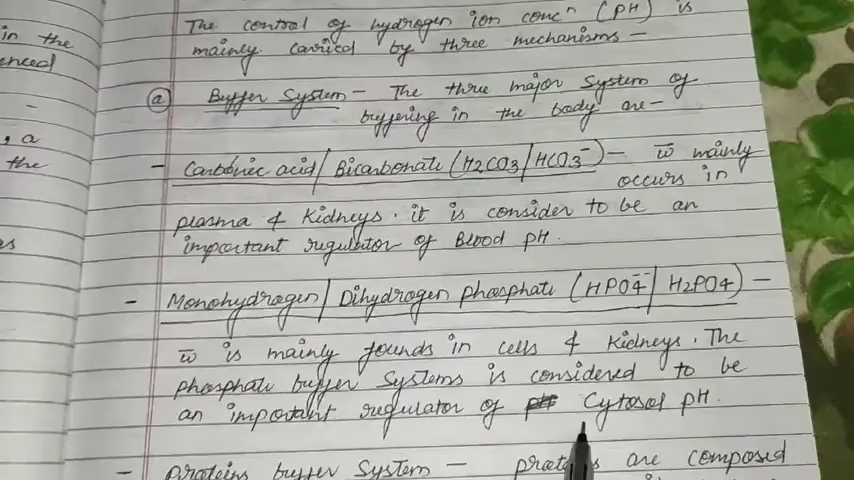 in the
enced
-
, a
the
The control of hydrogen ion concⁿ (PH) is
mainly carried by three mechanisms —
(a) Buffer System — The three major System of
buffering in the body are —
- Carbonic acid / Bicarbonate (H2CO3 / HCO3⁻) — w̅ mainly
occurs in
plasma & Kidneys. it is consider to be an
important regulator of Blood pH.
- Monohydrogen / Dihydrogen phosphate (HPO4⁻⁻ / H2PO4⁻) —
w̅ is mainly founds in cells & Kidneys. The
phosphate buffer Systems is considered to be
an important regulator of Cytosol pH.
- Proteins buffer System — are composed